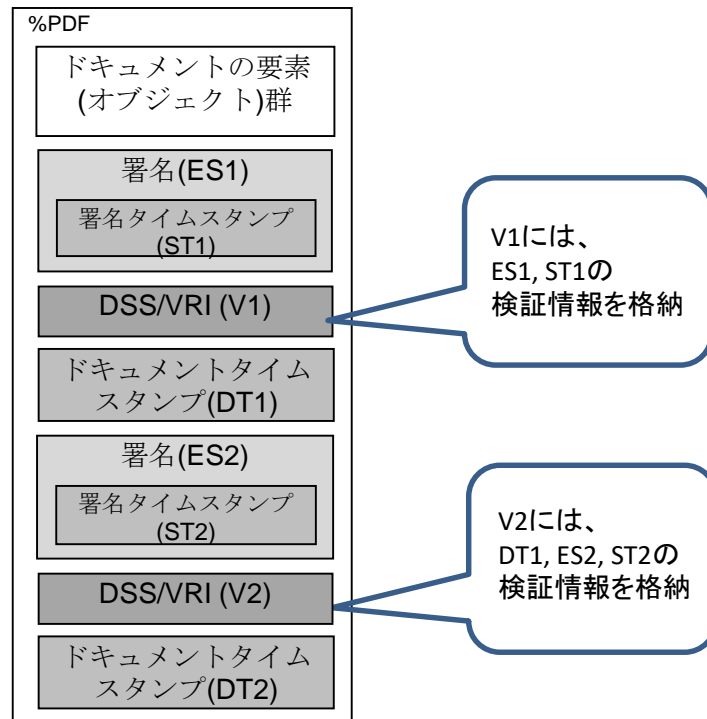 %PDF
ドキュメントの要素
(オブジェクト)群
署名(ES1)
署名タイムスタンプ
(ST1)
DSS/VRI (V1)
ドキュメントタイム
スタンプ(DT1)
署名(ES2)
署名タイムスタンプ
(ST2)
DSS/VRI (V2)
ドキュメントタイム
スタンプ(DT2)
V1には、
ES1, ST1の
検証情報を格納
V2には、
DT1, ES2, ST2の
検証情報を格納